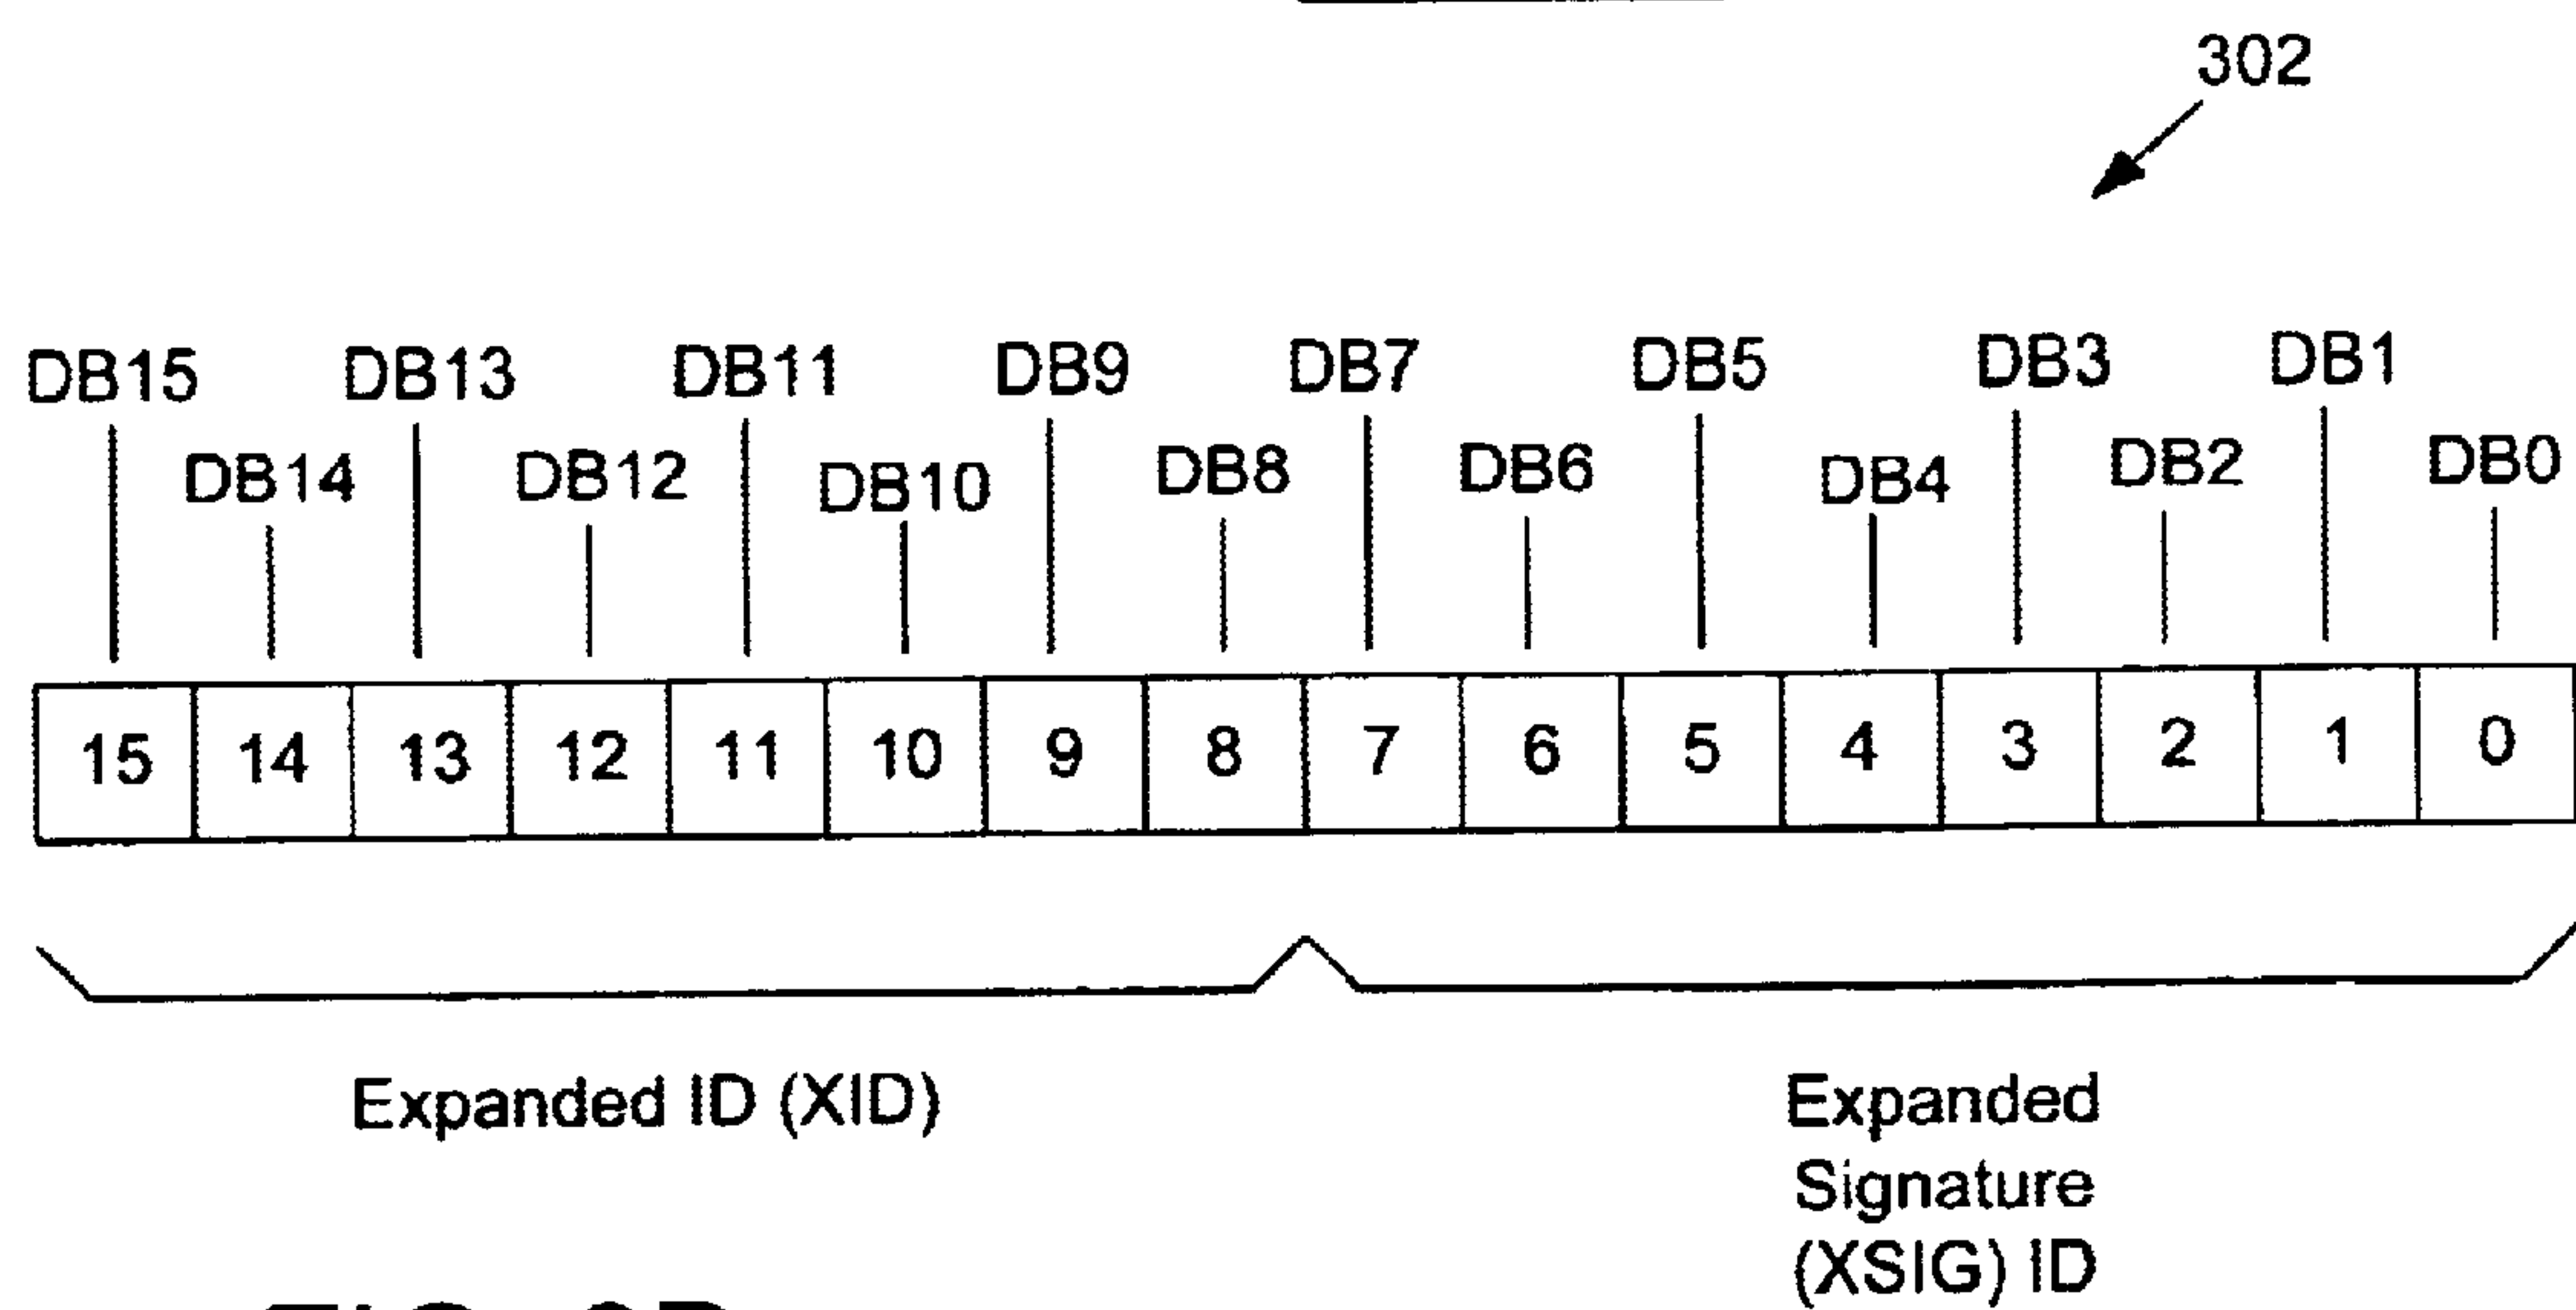 302
DB15 DB13 DB11 DB9 DB7 DB5 DB3 DB1
DB14 DB12 DB10 DB8 DB6 DB4 DB2 DB0
15 14 13 12 11 10 9 8 7 6 5 4 3 2 1 0
Expanded ID (XID)
Expanded
Signature
(XSIG) ID